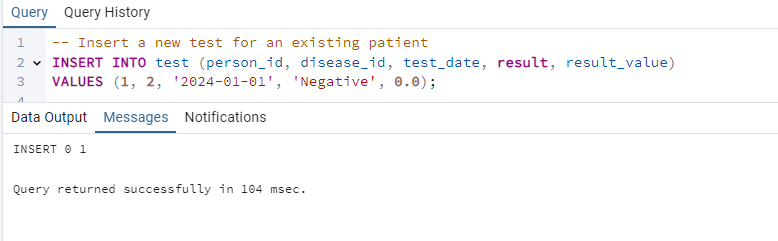 Query Query History
1 -- Insert a new test for an existing patient
2 INSERT INTO test (person_id, disease_id, test_date, result, result_value)
3 VALUES (1, 2, '2024-01-01', 'Negative', 0.0);
4
Data Output Messages Notifications
INSERT 0 1
Query returned successfully in 104 msec.